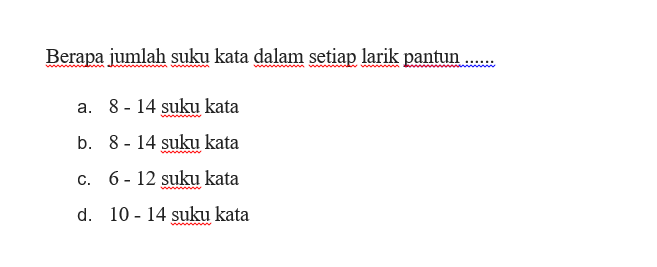 Berapa jumlah suku kata dalam setiap larik pantun ......
a. 8 - 14 suku kata
b. 8 - 14 suku kata
c. 6 - 12 suku kata
d. 10 - 14 suku kata